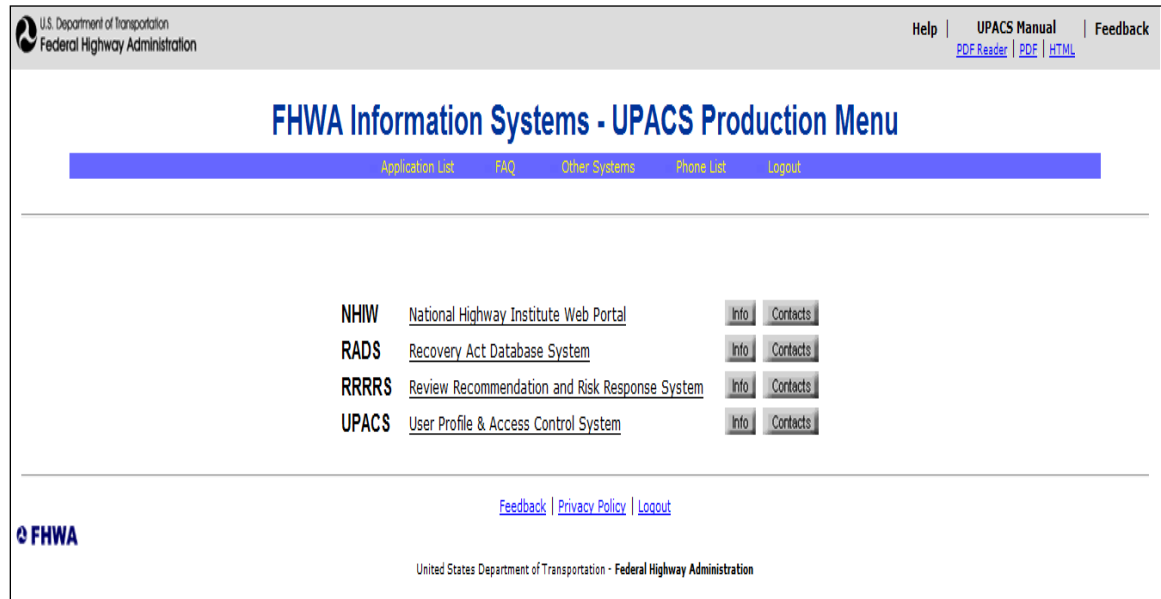 U.S. Department of Transportation
Federal Highway Administration
Help | UPACS Manual | Feedback
PDF Reader | PDF | HTML
FHWA Information Systems - UPACS Production Menu
Application List FAQ Other Systems Phone List Logout
NHIW National Highway Institute Web Portal Info Contacts
RADS Recovery Act Database System Info Contacts
RRRRS Review Recommendation and Risk Response System Info Contacts
UPACS User Profile & Access Control System Info Contacts
Feedback | Privacy Policy | Logout
FHWA
United States Department of Transportation - Federal Highway Administration